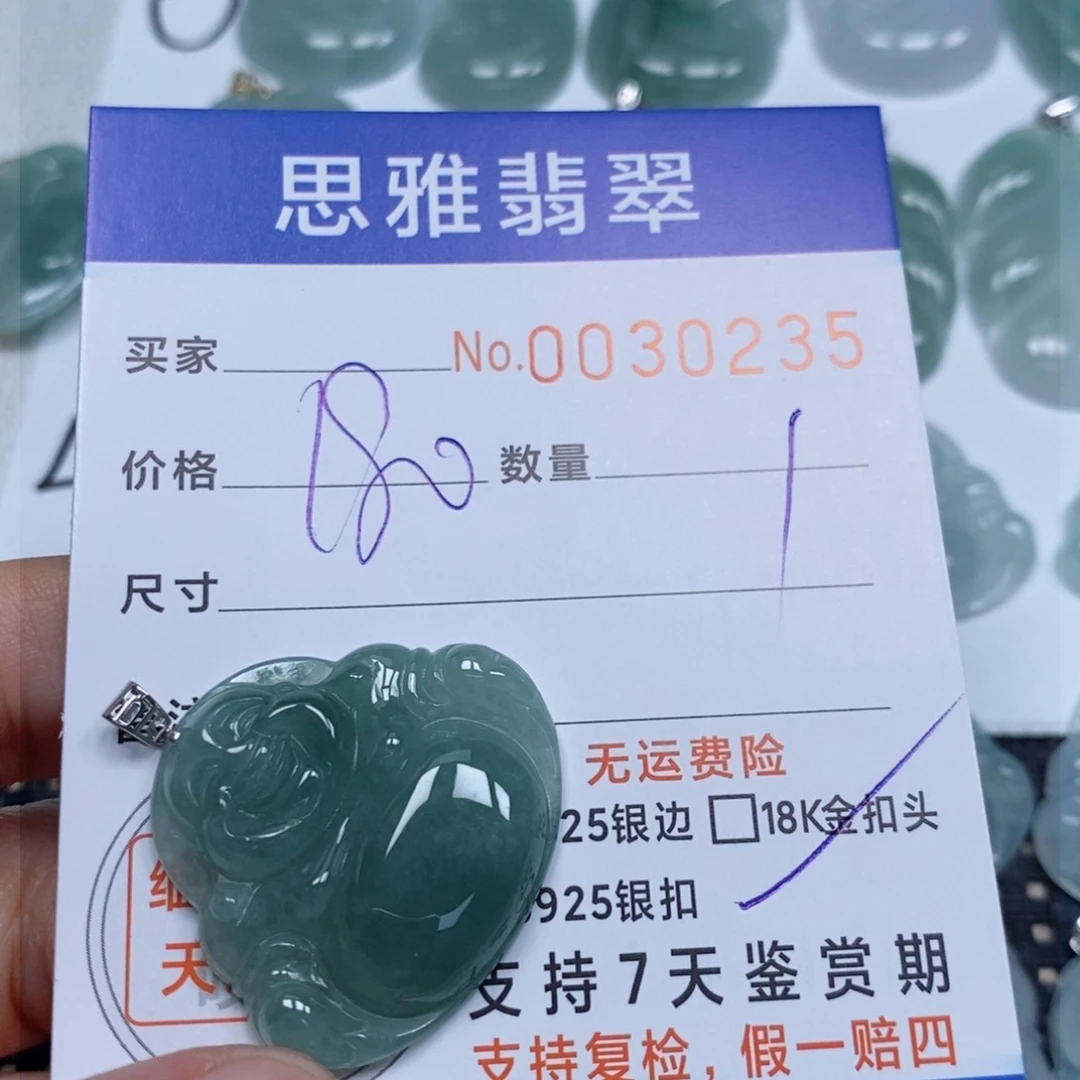 思雅翡翠
买家 No.0030235
价格 180 数量 1
尺寸
无运费险
25银边 □18K金扣头
925银扣
天
支持7天鉴赏期
支持复检，假一赔四